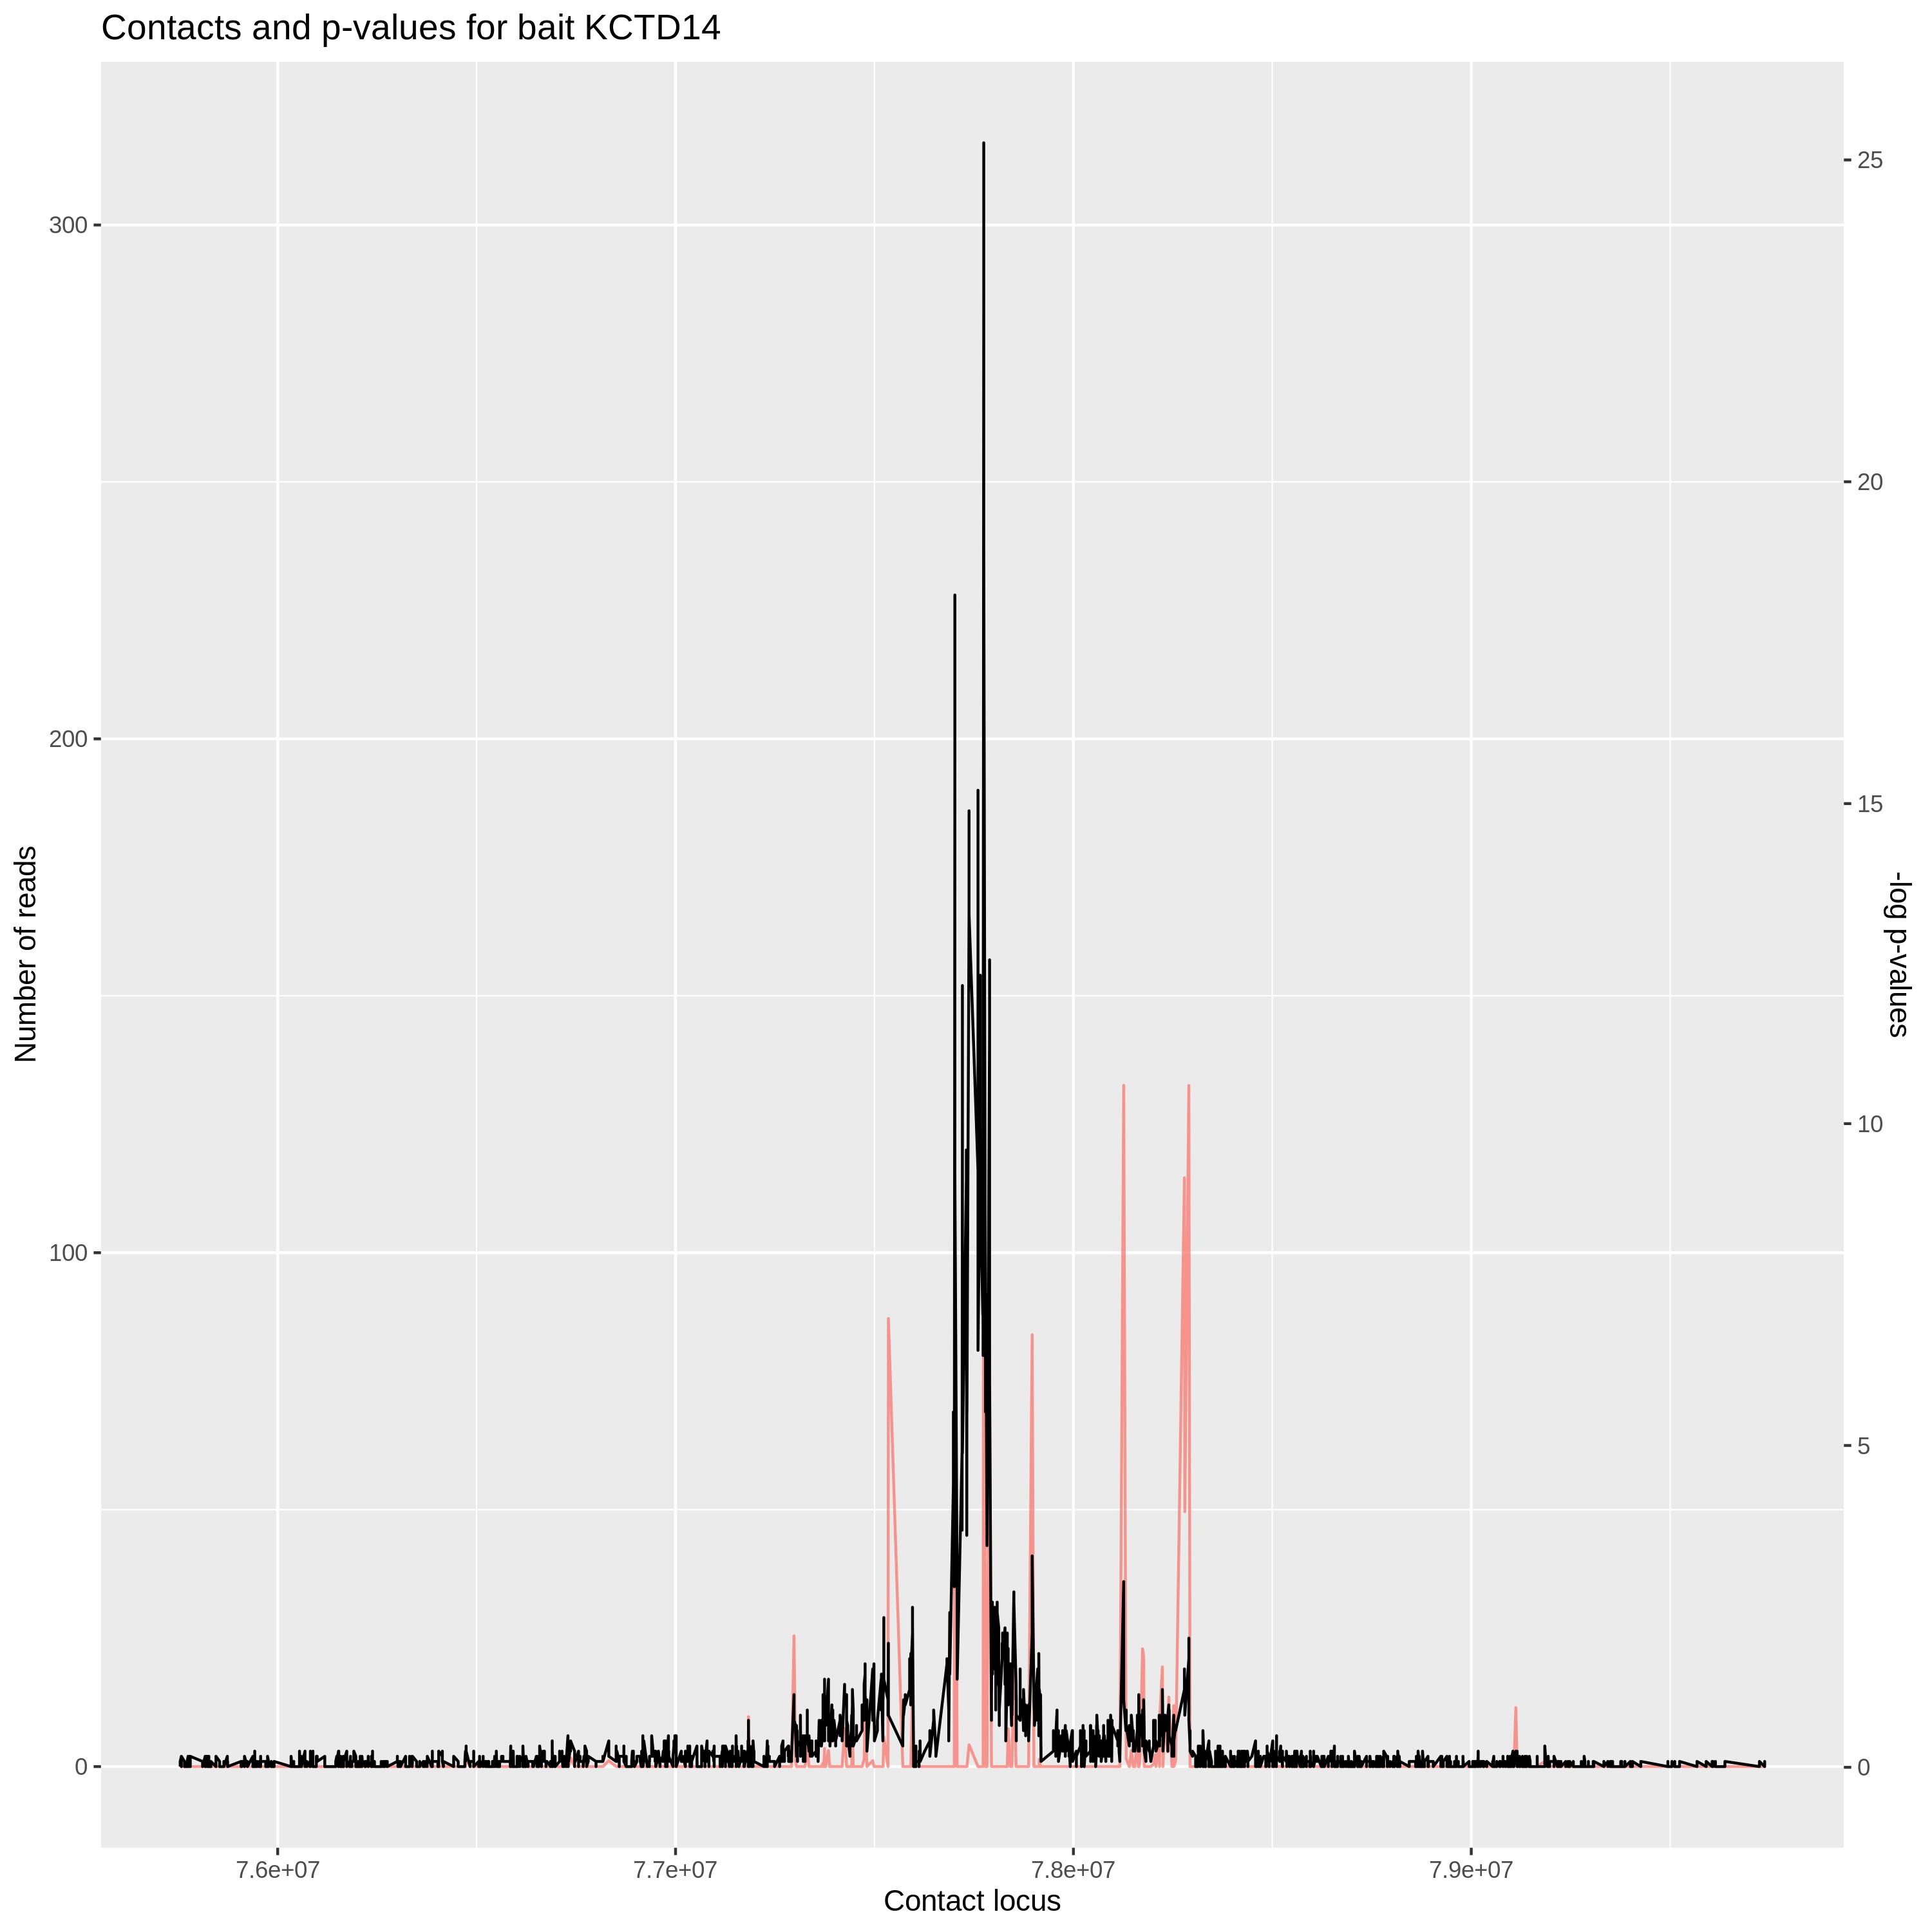 Contacts and p-values for bait KCTD14
300
200
100
0
25
20
15
10
5
0
Number of reads
-log p-values
7.6e+07 7.7e+07 7.8e+07 7.9e+07
Contact locus